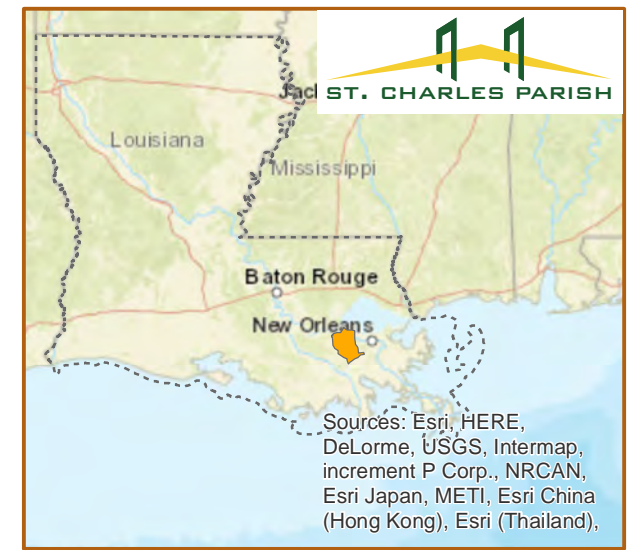 ST. CHARLES PARISH
Louisiana
Mississippi
Baton Rouge
New Orleans
Sources: Esri, HERE,
DeLorme, USGS, Intermap,
increment P Corp., NRCAN,
Esri Japan, METI, Esri China
(Hong Kong), Esri (Thailand),